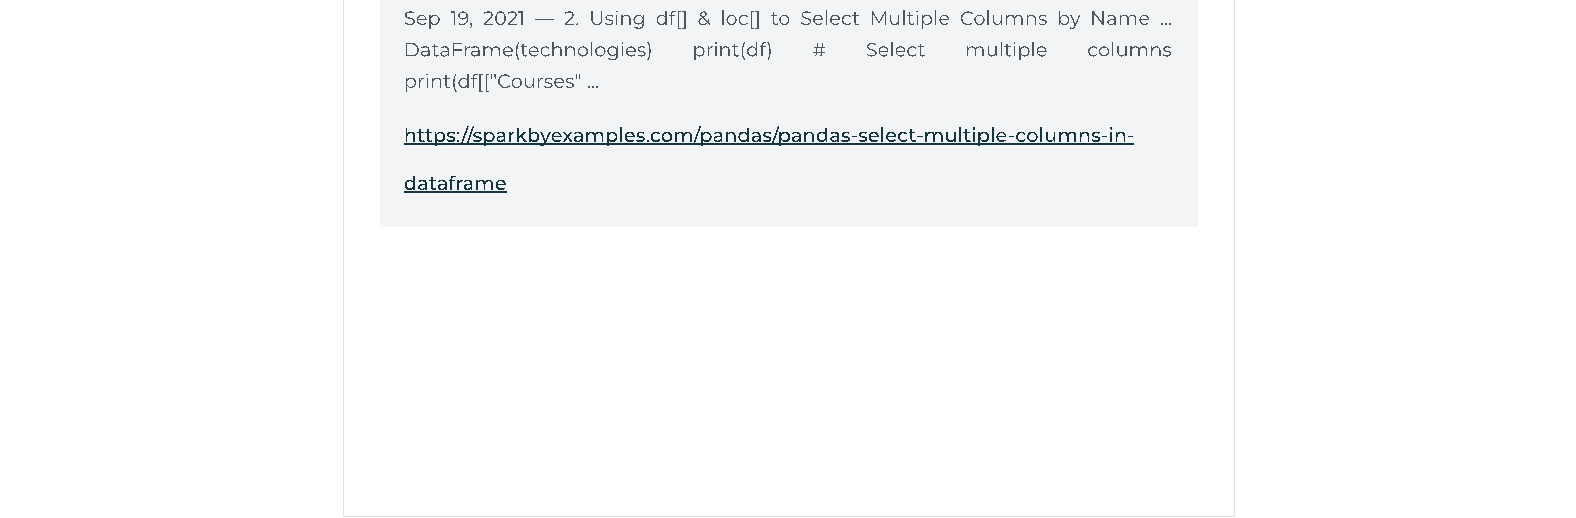 Sep 19, 2021 — 2. Using df[] & loc[] to Select Multiple Columns by Name ...
DataFrame(technologies) print(df) # Select multiple columns
print(df[["Courses" ...
https://sparkbyexamples.com/pandas/pandas-select-multiple-columns-in-
dataframe